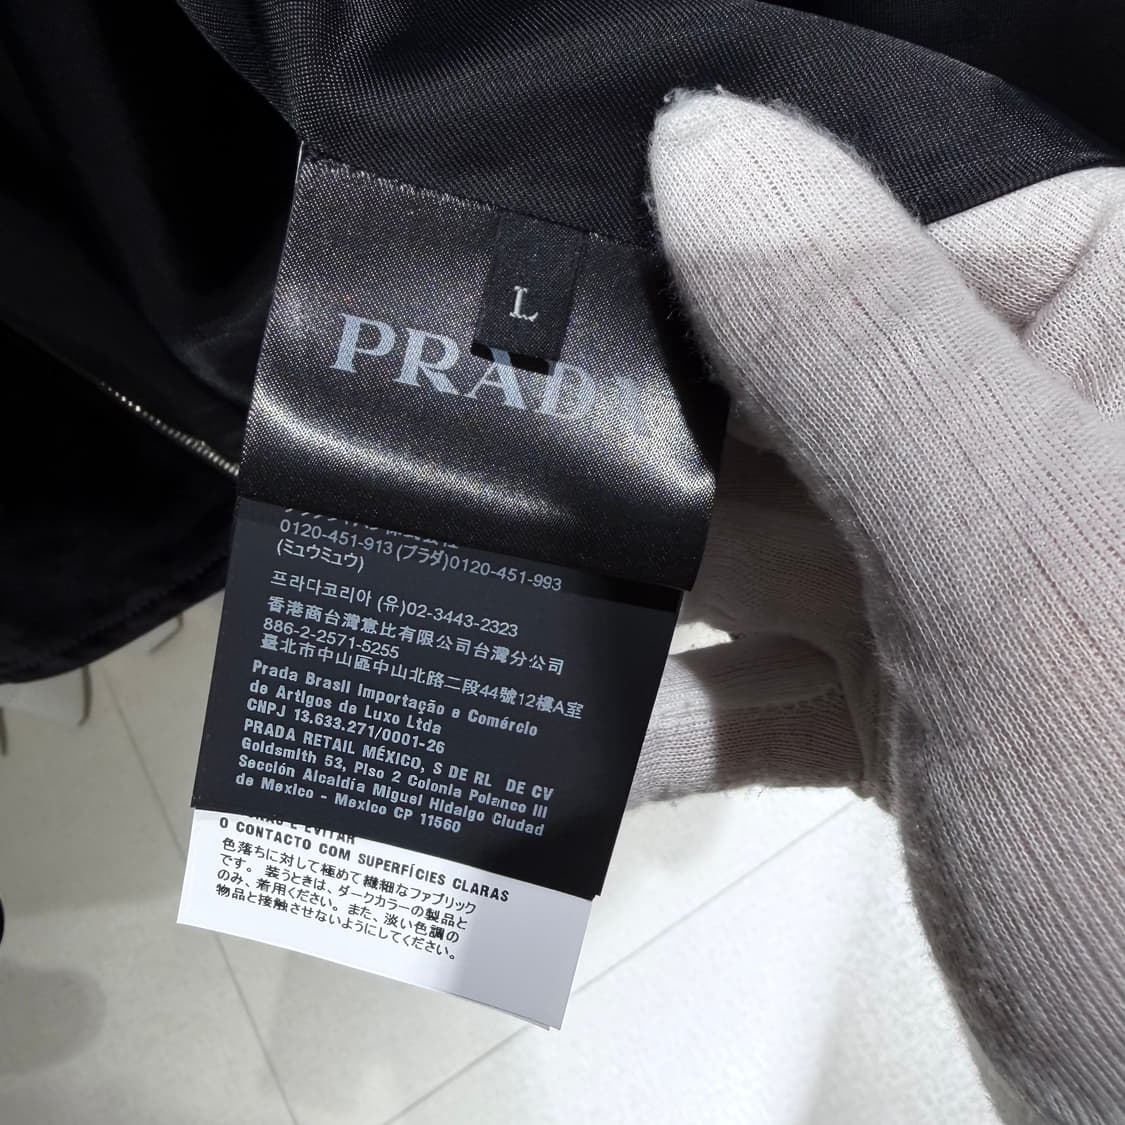 L
PRADA
0120-451-913 (プラダ)0120-451-993
(ミュウミュウ)
프라다코리아 (유)02-3443-2323
香港商台灣意比有限公司台灣分公司
886-2-2571-5255
臺北市中山區中山北路二段44號12樓A室
Prada Brasil Importação e Comércio
de Artigos de Luxo Ltda
CNPJ 13.633.271/0001-26
PRADA RETAIL MÉXICO, S DE RL DE CV
Goldsmith 53, Piso 2 Colonia Polanco III
Sección Alcaldía Miguel Hidalgo Ciudad
de Mexico - Mexico CP 11560
E EVITAR
O CONTACTO COM SUPERFÍCIES CLARAS
色落ちに対して極めて繊細なファブリック
です。 装うときは、ダークカラーの製品と
のみ、着用ください。また、淡い色調の
物品と接触させないようにしてください。